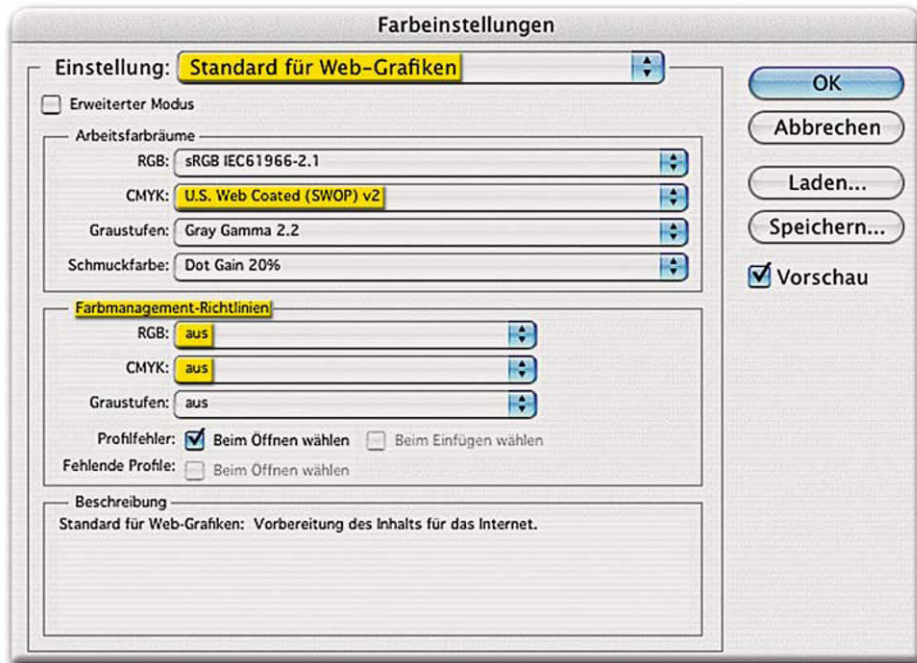 Farbeinstellungen
Einstellung: Standard für Web-Grafiken
OK
Erweiterter Modus
Abbrechen
Arbeitsfarbräume
RGB: sRGB IEC61966-2.1
Laden...
CMYK: U.S. Web Coated (SWOP) v2
Speichern...
Graustufen: Gray Gamma 2.2
Schmuckfarbe: Dot Gain 20%
Vorschau
Farbmanagement-Richtlinien
RGB: aus
CMYK: aus
Graustufen: aus
Profilfehler: Beim Öffnen wählen Beim Einfügen wählen
Fehlende Profile: Beim Öffnen wählen
Beschreibung
Standard für Web-Grafiken: Vorbereitung des Inhalts für das Internet.